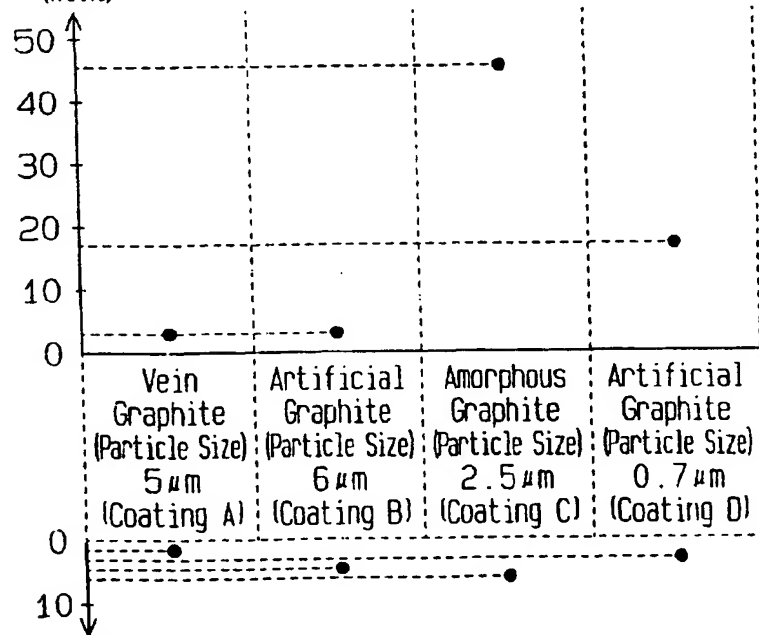 50
40
30
20
10
0
Vein
Graphite
(Particle Size)
5μm
(Coating A)
Artificial
Graphite
(Particle Size)
6μm
(Coating B)
Amorphous
Graphite
(Particle Size)
2.5μm
(Coating C)
Artificial
Graphite
(Particle Size)
0.7μm
(Coating D)
0
10